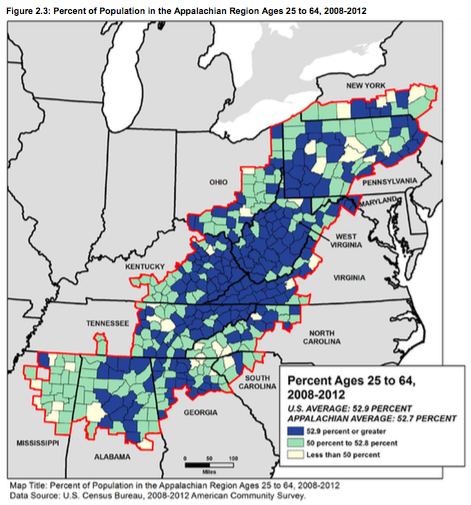 Figure 2.3: Percent of Population in the Appalachian Region Ages 25 to 64, 2008-2012
NEW YORK
PENNSYLVANIA
OHIO
MARYLAND
WEST
VIRGINIA
KENTUCKY
VIRGINIA
TENNESSEE
NORTH
CAROLINA
SOUTH
CAROLINA
GEORGIA
MISSISSIPPI
ALABAMA
Percent Ages 25 to 64,
2008-2012
U.S. AVERAGE: 52.9 PERCENT
APPALACHIAN AVERAGE: 52.7 PERCENT
52.9 percent or greater
50 percent to 52.8 percent
Less than 50 percent
0 50 100
Miles
Map Title: Percent of Population in the Appalachian Region Ages 25 to 64, 2008-2012
Data Source: U.S. Census Bureau, 2008-2012 American Community Survey.